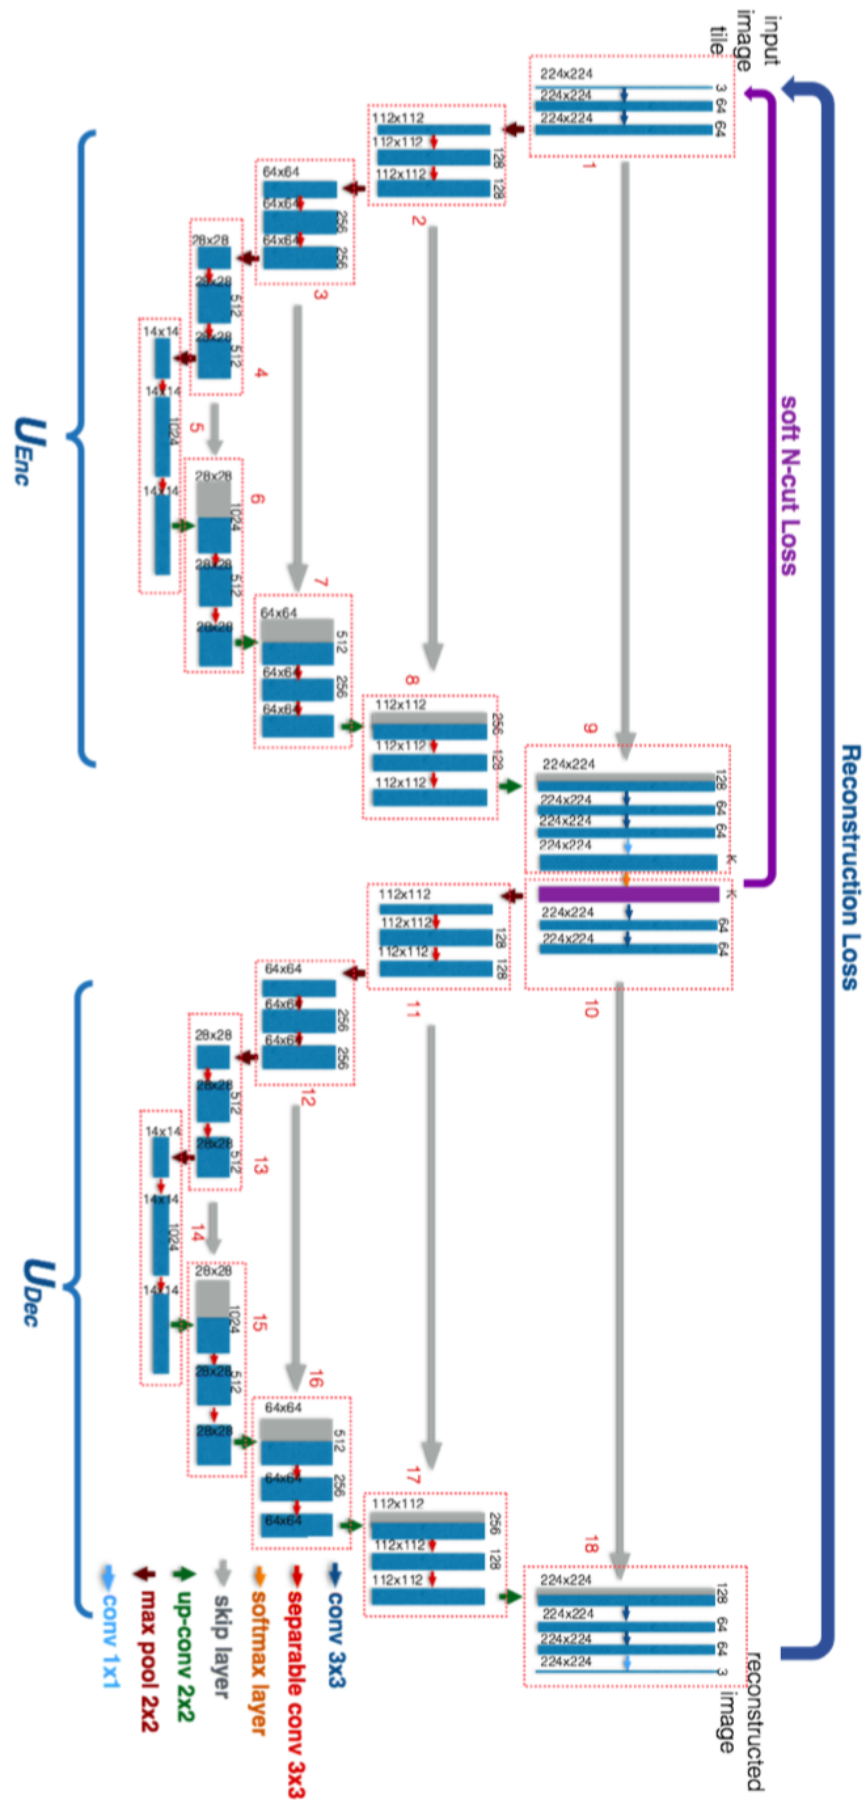 Reconstruction Loss
soft N-cut Loss
input
image
tile
224x224
3
224x224
64
224x224
64
1
112x112
112x112
128
112x112
128
2
64x64
64x64
256
64x64
256
3
28x28
28x28
512
28x28
512
4
14x14
14x14
1024
14x14
5
28x28
1024
28x28
512
28x28
6
64x64
512
64x64
256
64x64
7
112x112
256
112x112
128
112x112
8
224x224
128
224x224
64
224x224
64
224x224
K
9
K
224x224
64
224x224
64
10
112x112
112x112
128
112x112
128
11
64x64
64x64
256
64x64
256
12
28x28
28x28
512
28x28
512
13
14x14
14x14
1024
14x14
14
28x28
1024
28x28
512
28x28
15
64x64
512
64x64
256
64x64
16
112x112
256
112x112
128
112x112
17
224x224
128
224x224
64
224x224
64
224x224
3
18
reconstructed
image
UEnc
UDec
conv 3x3
separable conv 3x3
softmax layer
skip layer
up-conv 2x2
max pool 2x2
conv 1x1